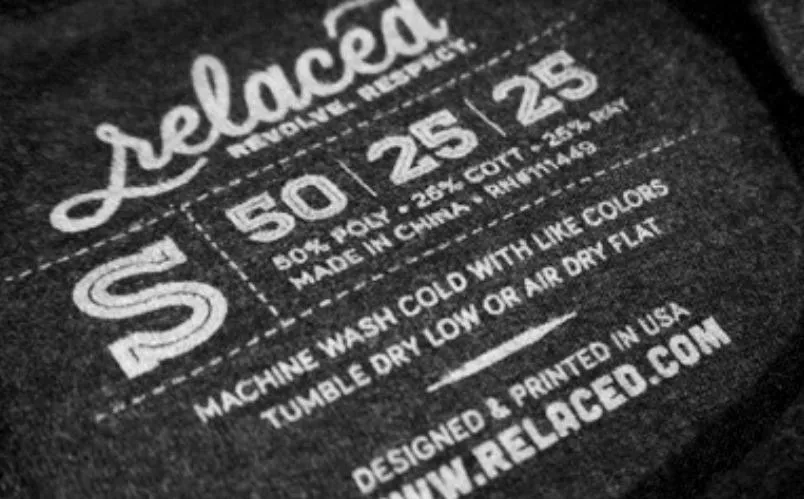 relaced
REVOLVE. RESPECT.
S
50 | 25 | 25
50% POLY • 25% COTT • 25% RAY
MADE IN CHINA • RN#111449
MACHINE WASH COLD WITH LIKE COLORS
TUMBLE DRY LOW OR AIR DRY FLAT
DESIGNED & PRINTED IN USA
WWW.RELACED.COM